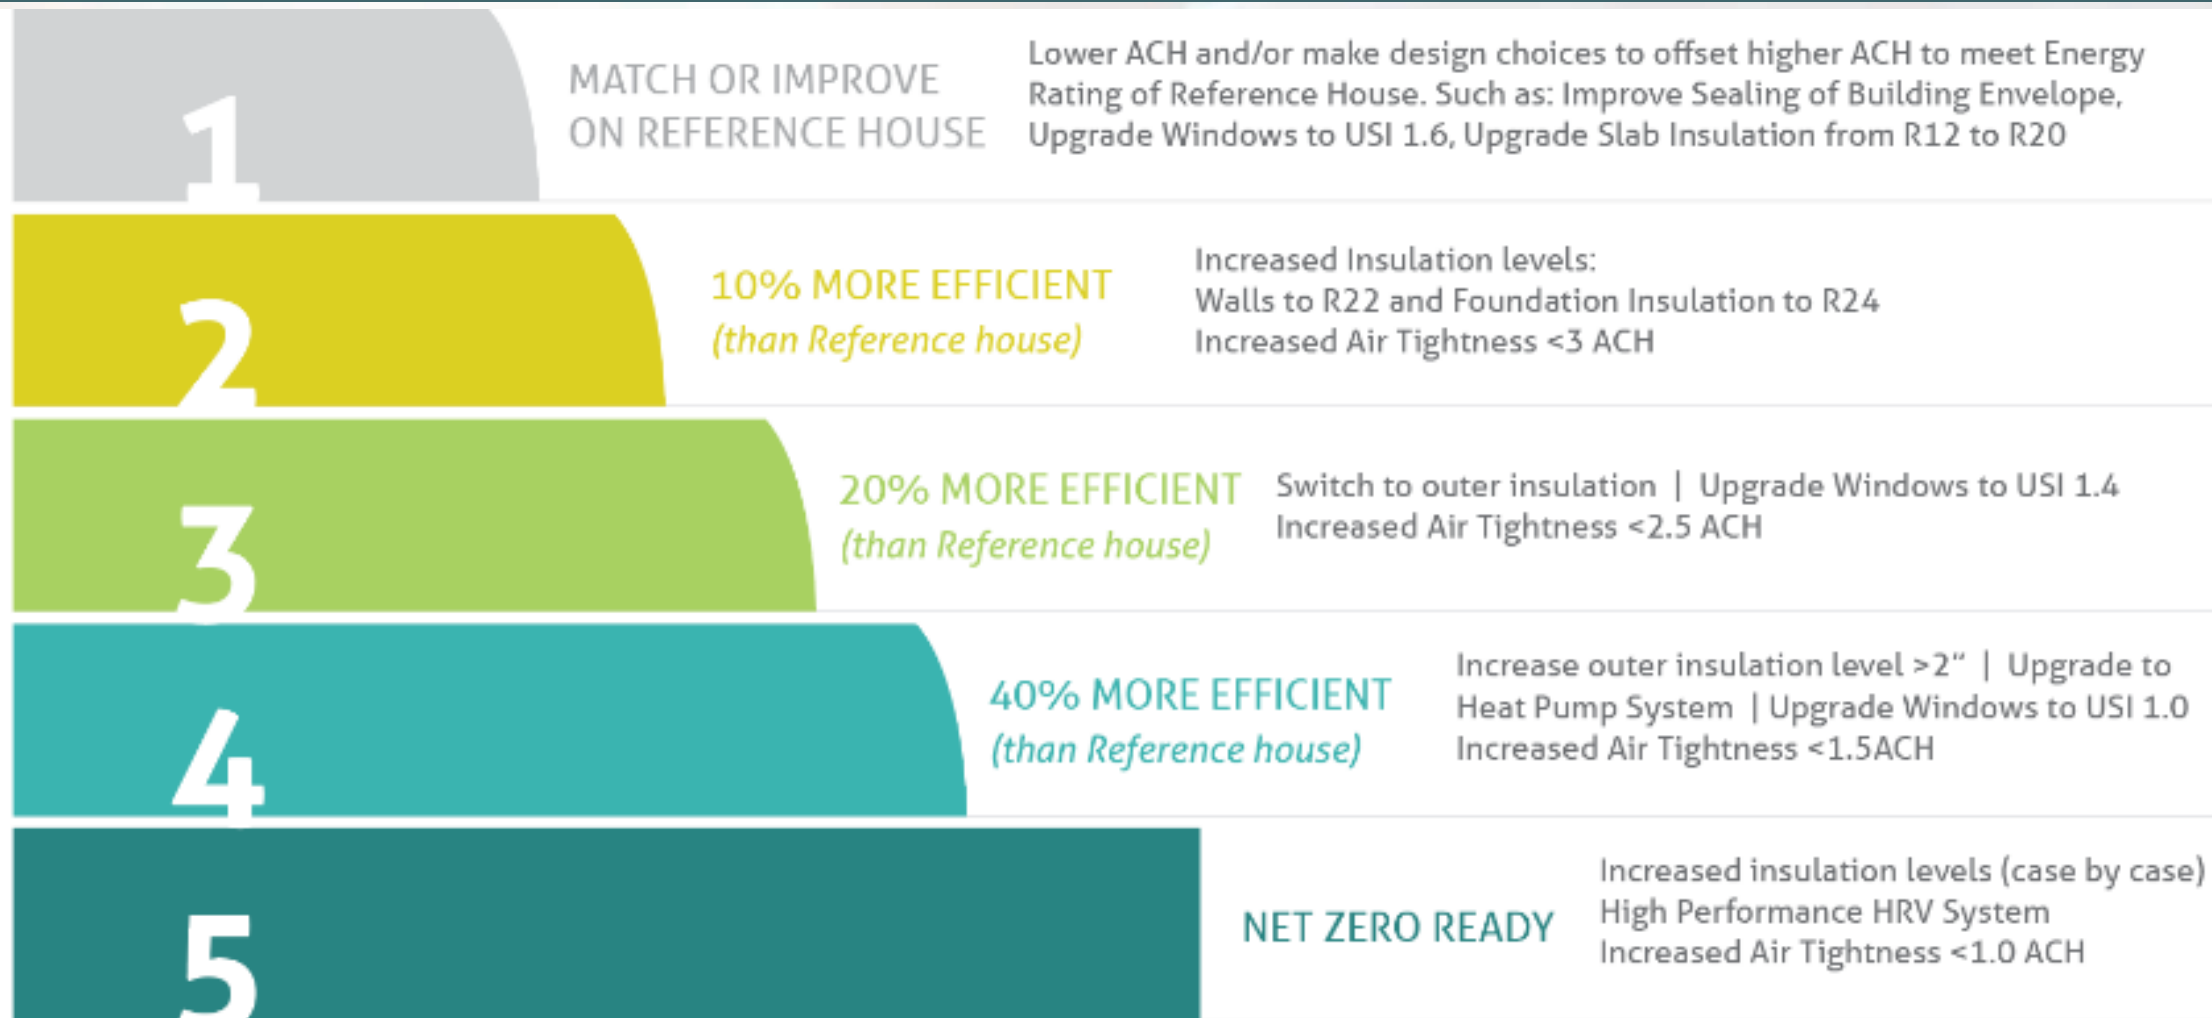 1
MATCH OR IMPROVE
ON REFERENCE HOUSE
Lower ACH and/or make design choices to offset higher ACH to meet Energy
Rating of Reference House. Such as: Improve Sealing of Building Envelope,
Upgrade Windows to USI 1.6, Upgrade Slab Insulation from R12 to R20
2
10% MORE EFFICIENT
(than Reference house)
Increased Insulation levels:
Walls to R22 and Foundation Insulation to R24
Increased Air Tightness <3 ACH
3
20% MORE EFFICIENT
(than Reference house)
Switch to outer insulation | Upgrade Windows to USI 1.4
Increased Air Tightness <2.5 ACH
4
40% MORE EFFICIENT
(than Reference house)
Increase outer insulation level >2" | Upgrade to
Heat Pump System | Upgrade Windows to USI 1.0
Increased Air Tightness <1.5ACH
5
NET ZERO READY
Increased insulation levels (case by case)
High Performance HRV System
Increased Air Tightness <1.0 ACH